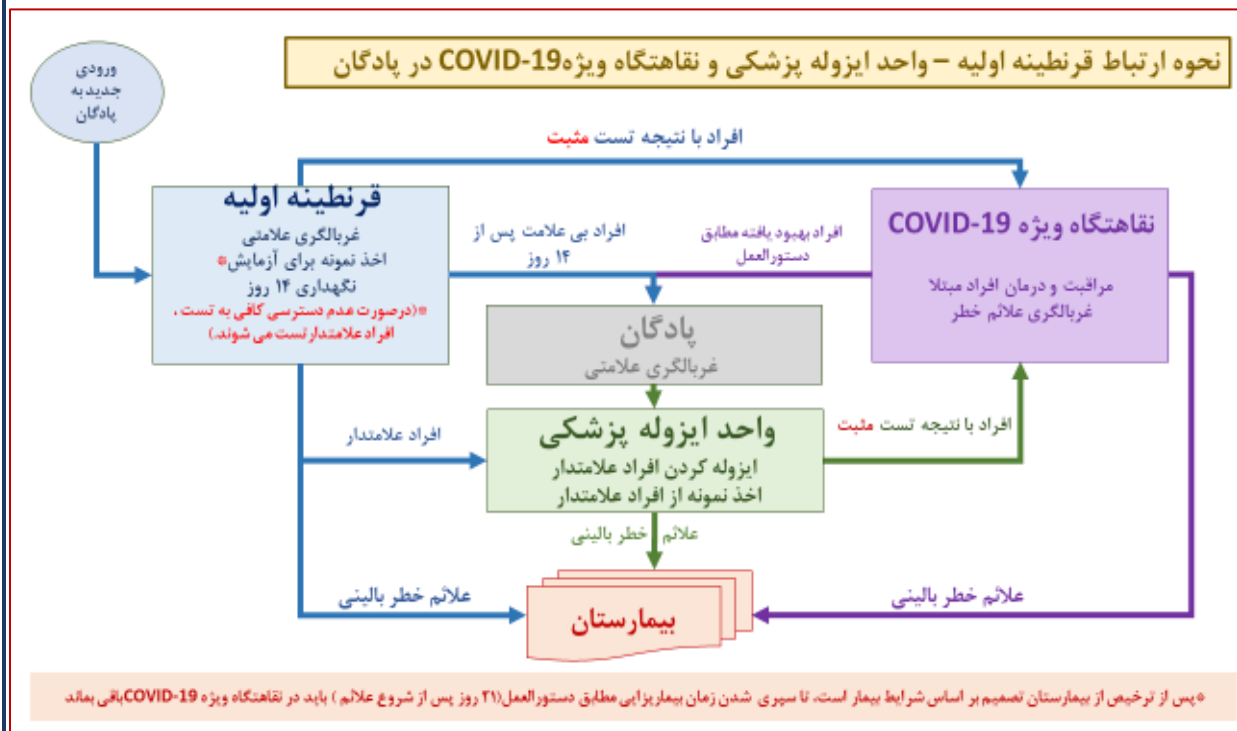 نحوه ارتباط قرنطینه اولیه – واحد ایزوله پزشکی و نقاهتگاه ویژه COVID-19 در پادگان
ورودی
جدید به
پادگان
افراد با نتیجه تست مثبت
قرنطینه اولیه
غربالگری علامتی
اخذ نمونه برای آزمایش*
نگهداری ۱۴ روز
*(درصورت عدم دسترسی کافی به تست ،
افراد علامتدار تست می شوند.)
افراد بی علامت پس از
۱۴ روز
افراد بهبود یافته مطابق
دستورالعمل
نقاهتگاه ویژه COVID-19
مراقبت و درمان افراد مبتلا
غربالگری علائم خطر
پادگان
غربالگری علامتی
افراد علامتدار
واحد ایزوله پزشکی
ایزوله کردن افراد علامتدار
اخذ نمونه از افراد علامتدار
افراد با نتیجه تست مثبت
علائم خطر بالینی
علائم خطر بالینی
بیمارستان
علائم خطر بالینی
*پس از ترخیص از بیمارستان تصمیم بر اساس شرایط بیمار است، تا سپری شدن زمان بیماریزایی مطابق دستورالعمل(۲۱ روز پس از شروع علائم ) باید در نقاهتگاه ویژه COVID-19باقی بماند